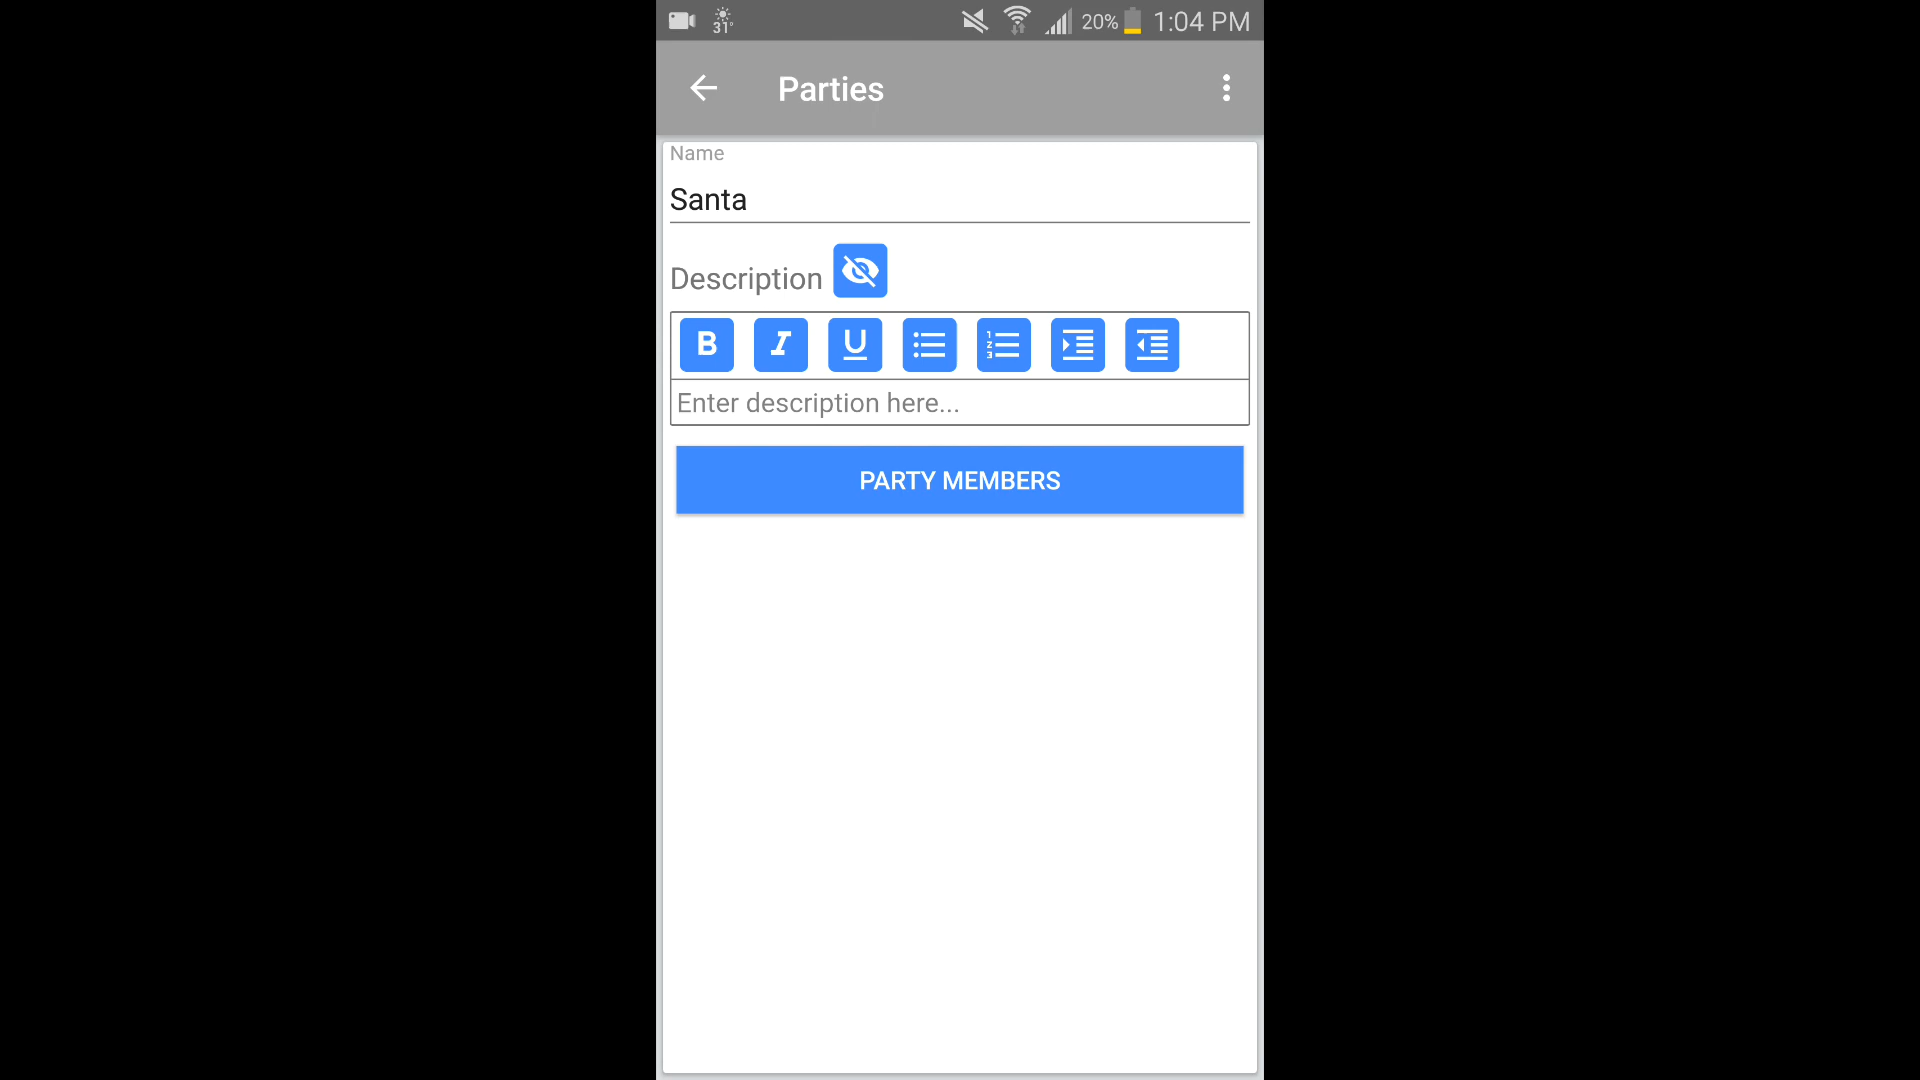 31°
20% 1:04 PM
Parties
Name
Santa
Description
B I U
Enter description here...
PARTY MEMBERS